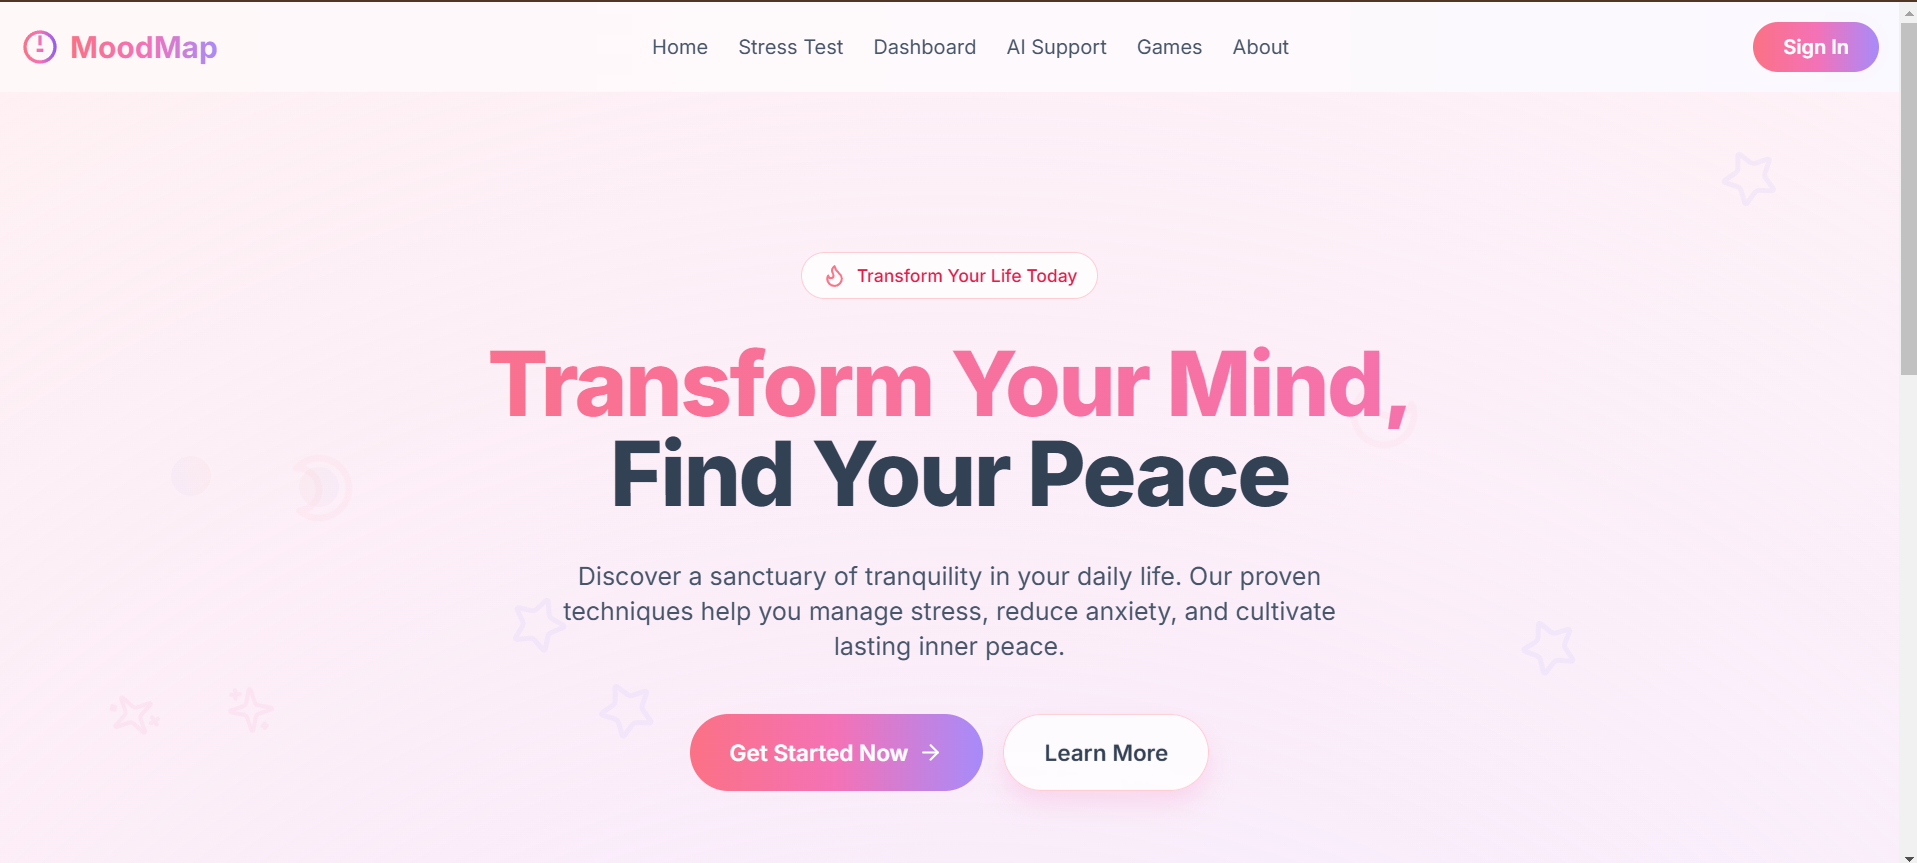 MoodMap
Home Stress Test Dashboard AI Support Games About
Sign In
Transform Your Life Today
Transform Your Mind,
Find Your Peace
Discover a sanctuary of tranquility in your daily life. Our proven
techniques help you manage stress, reduce anxiety, and cultivate
lasting inner peace.
Get Started Now →
Learn More